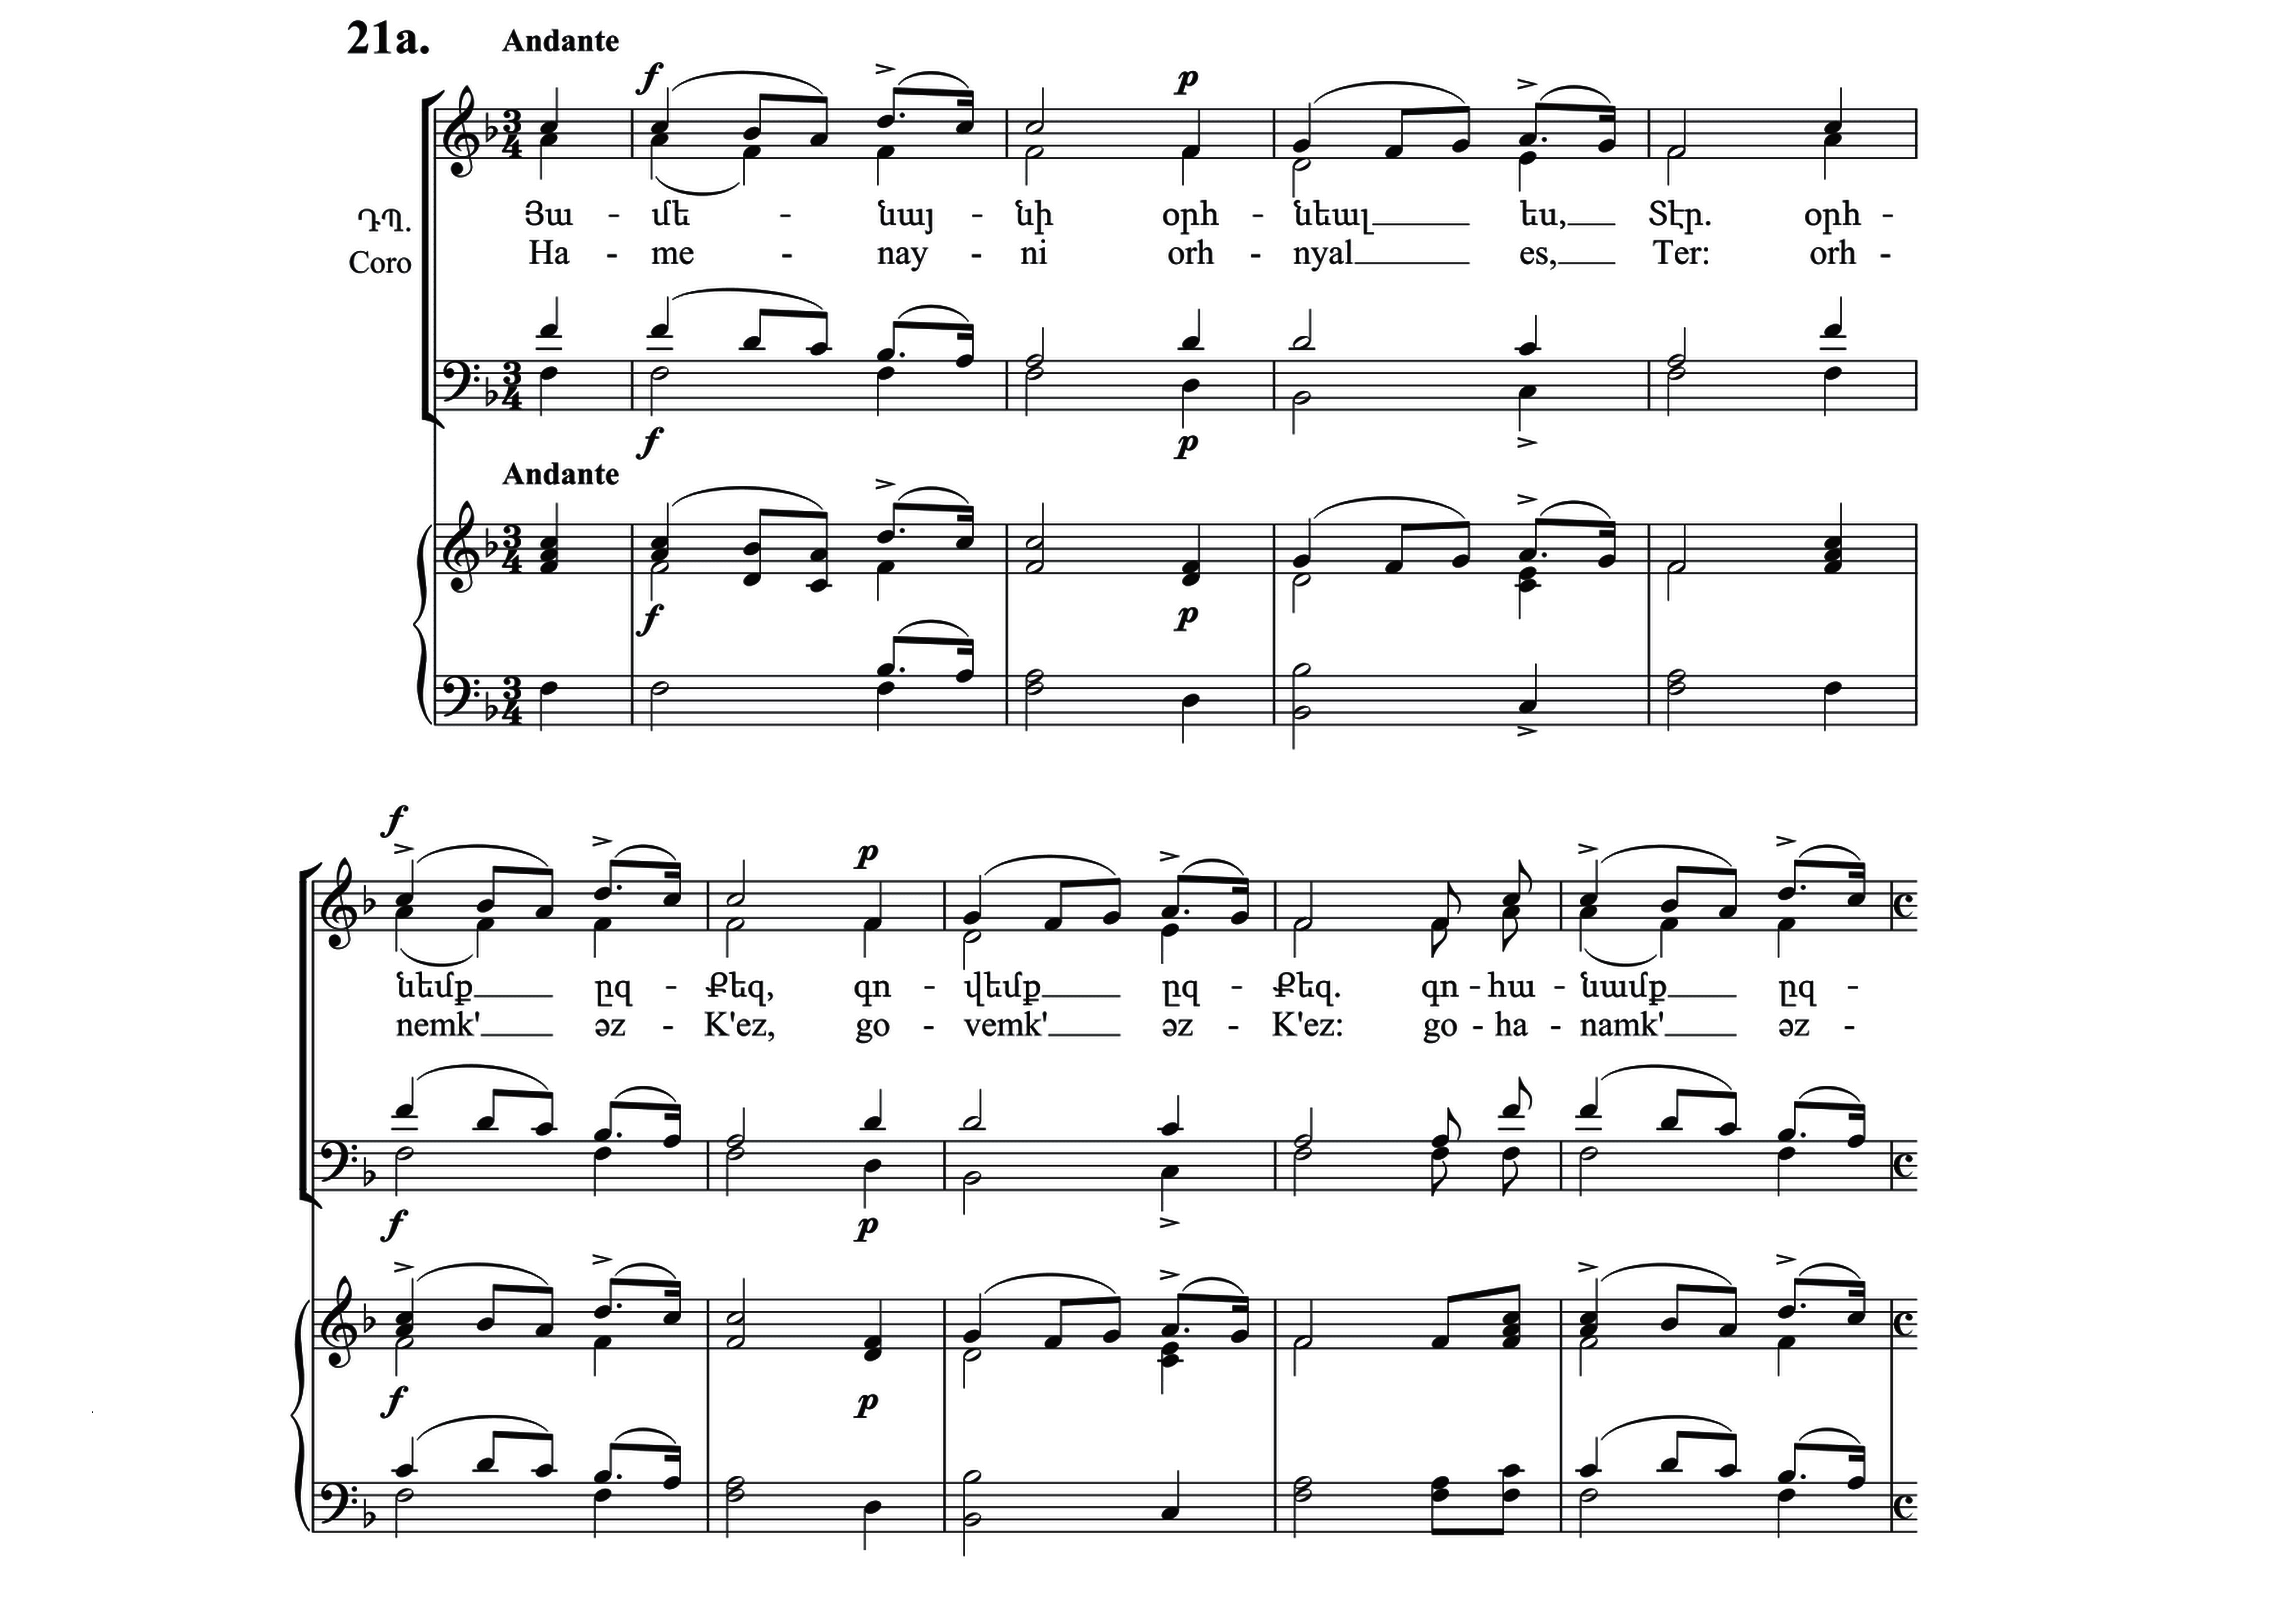 21a. Andante
f p
ԴՊ. Յա - մե - նայ - նի օրհ - նեալ ես, Տէր. օրհ -
Coro Ha - me - nay - ni orh - nyal es, Ter: orh -
f p
Andante
f p
f p
նեմք ըզ - Քեզ, գո - վեմք ըզ - Քեզ. գո - հա - նամք ըզ -
nemk' əz - K'ez, go - vemk' əz - K'ez: go - ha - namk' əz -
f p
f p